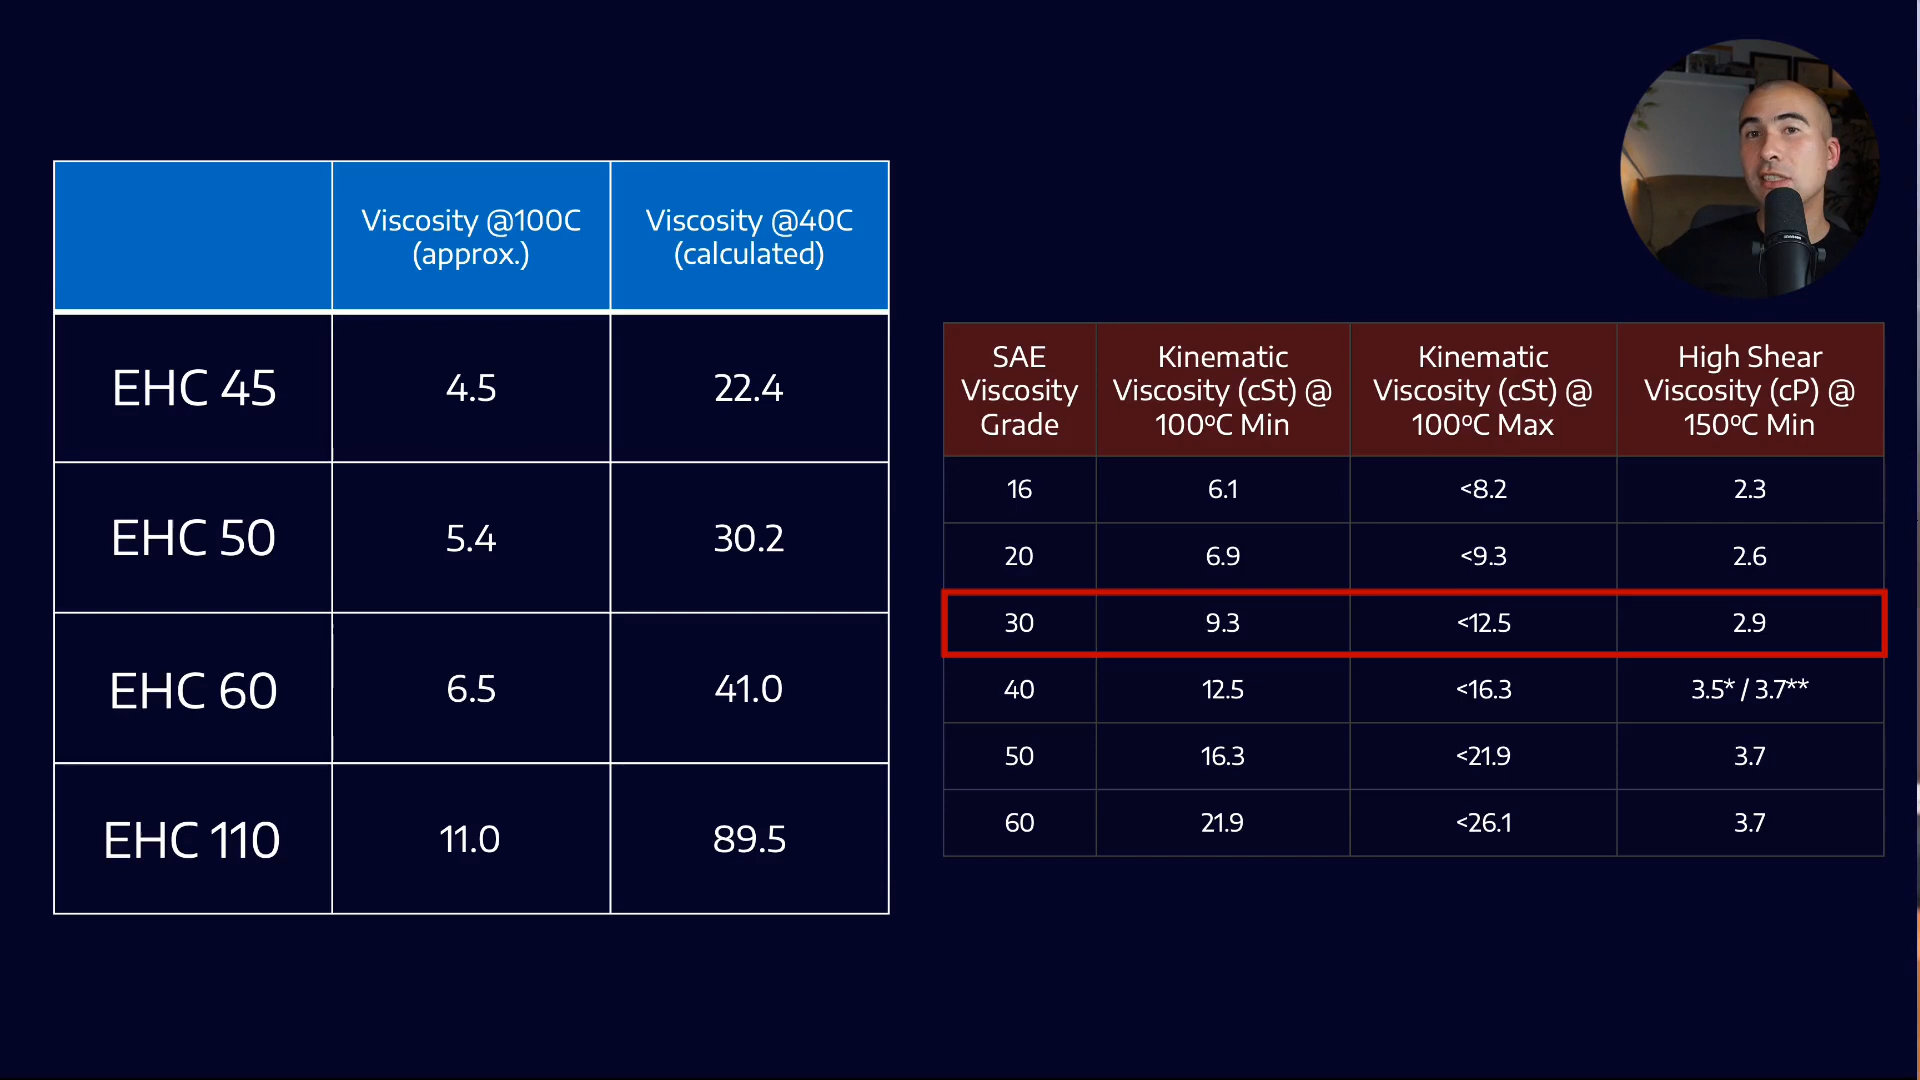 Viscosity @100C
(approx.)
Viscosity @40C
(calculated)
EHC 45
4.5
22.4
EHC 50
5.4
30.2
EHC 60
6.5
41.0
EHC 110
11.0
89.5
SAE
Viscosity
Grade
Kinematic
Viscosity (cSt) @
100ºC Min
Kinematic
Viscosity (cSt) @
100ºC Max
High Shear
Viscosity (cP) @
150ºC Min
16
6.1
<8.2
2.3
20
6.9
<9.3
2.6
30
9.3
<12.5
2.9
40
12.5
<16.3
3.5* / 3.7**
50
16.3
<21.9
3.7
60
21.9
<26.1
3.7